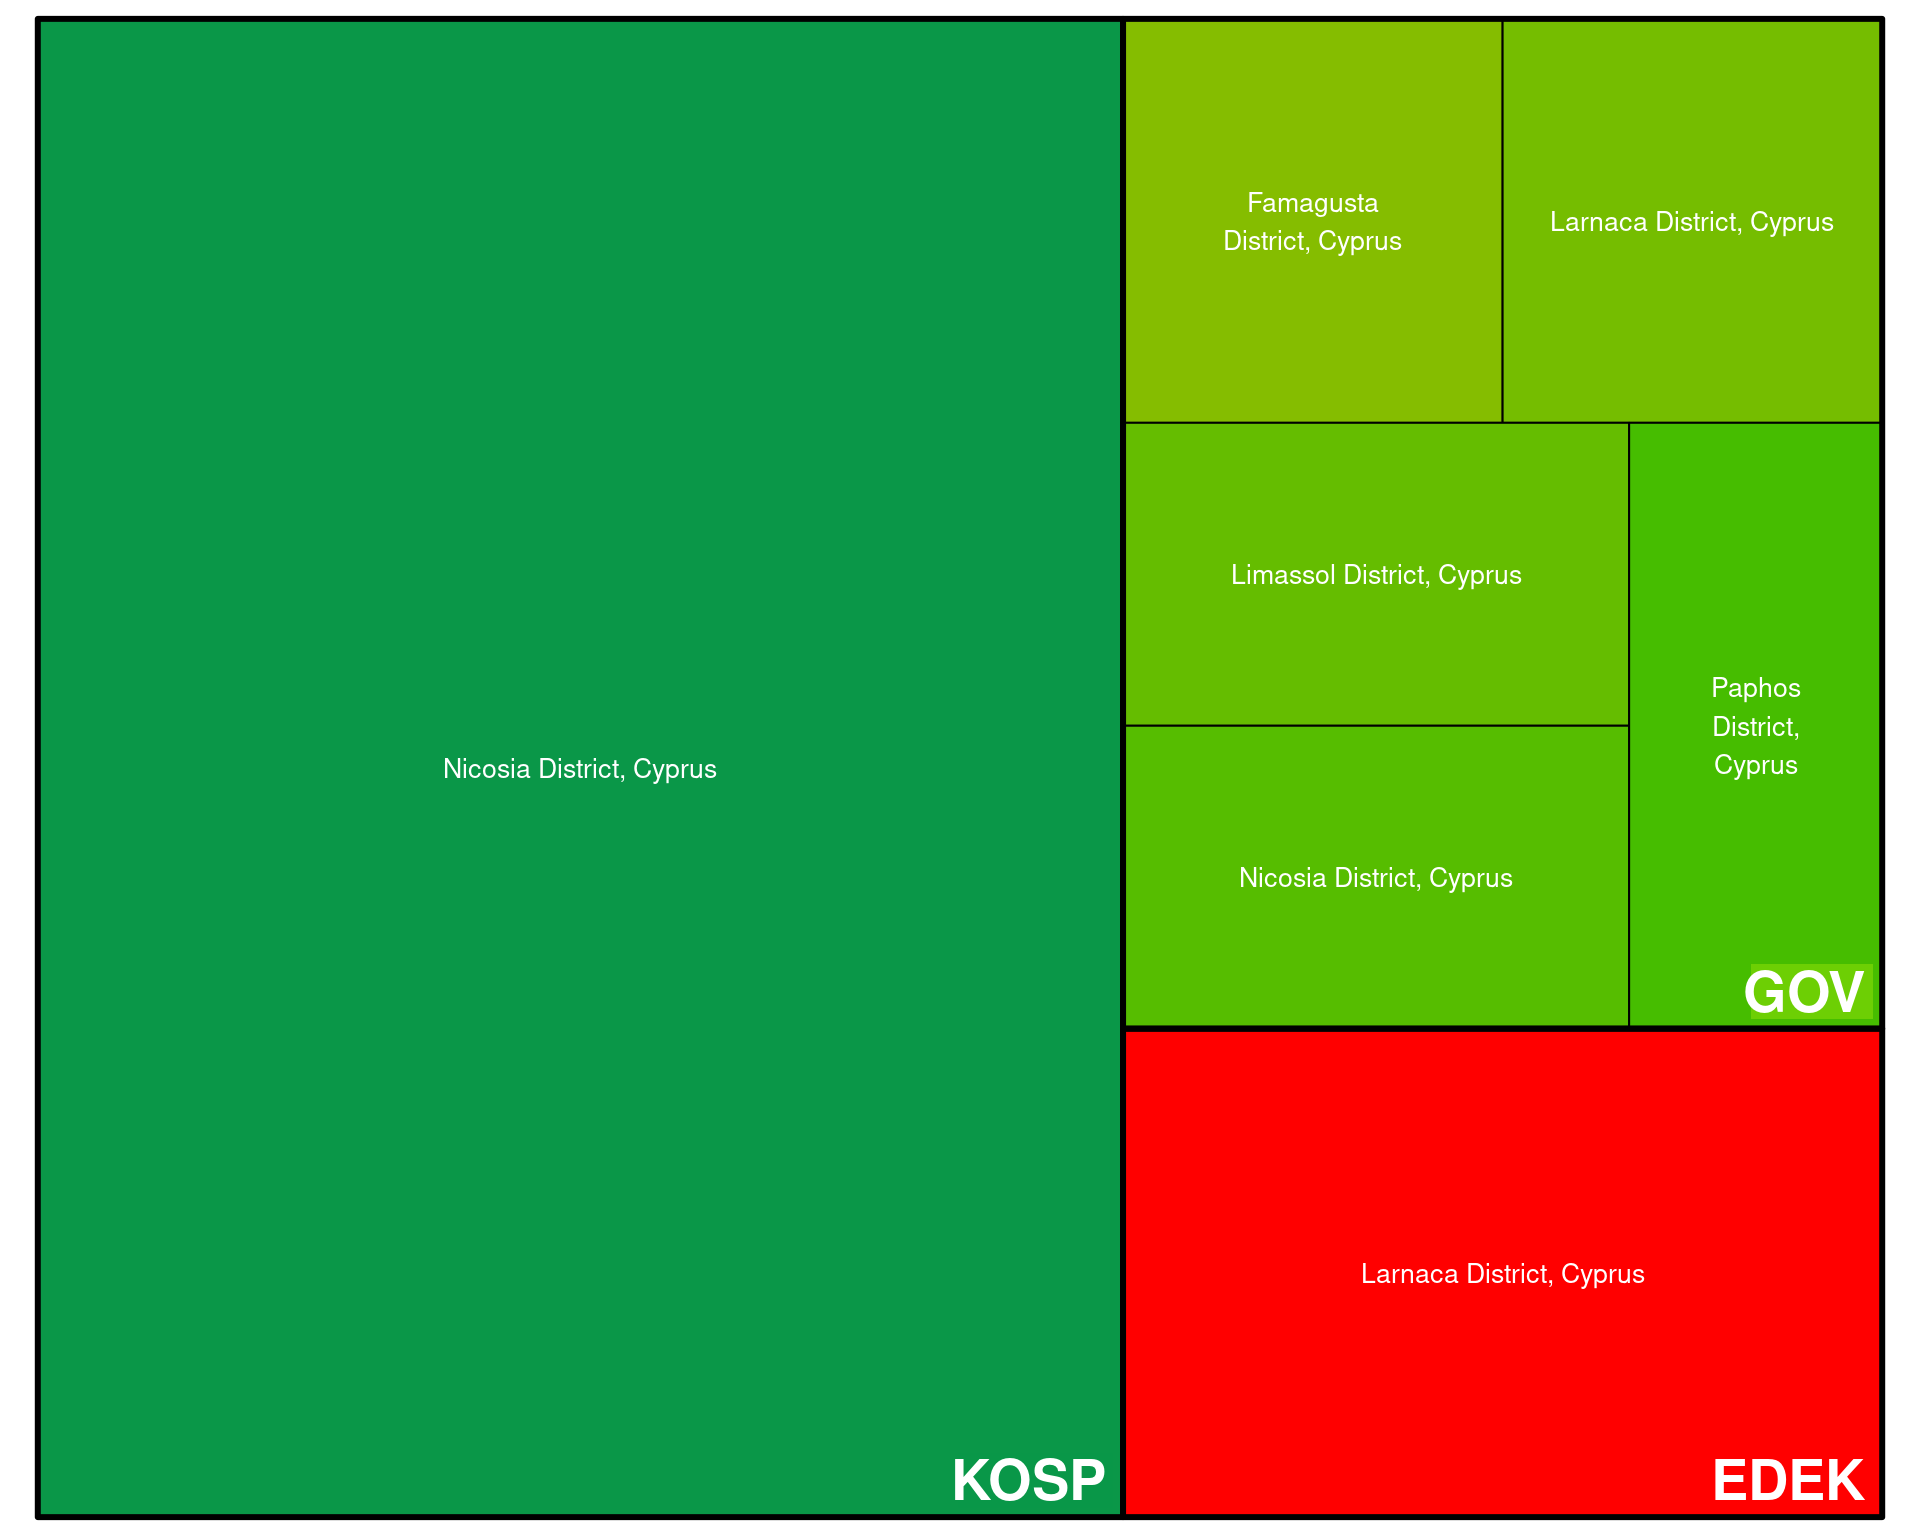 Nicosia District, Cyprus
KOSP
Famagusta
District, Cyprus
Larnaca District, Cyprus
Limassol District, Cyprus
Nicosia District, Cyprus
Paphos
District,
Cyprus
GOV
Larnaca District, Cyprus
EDEK